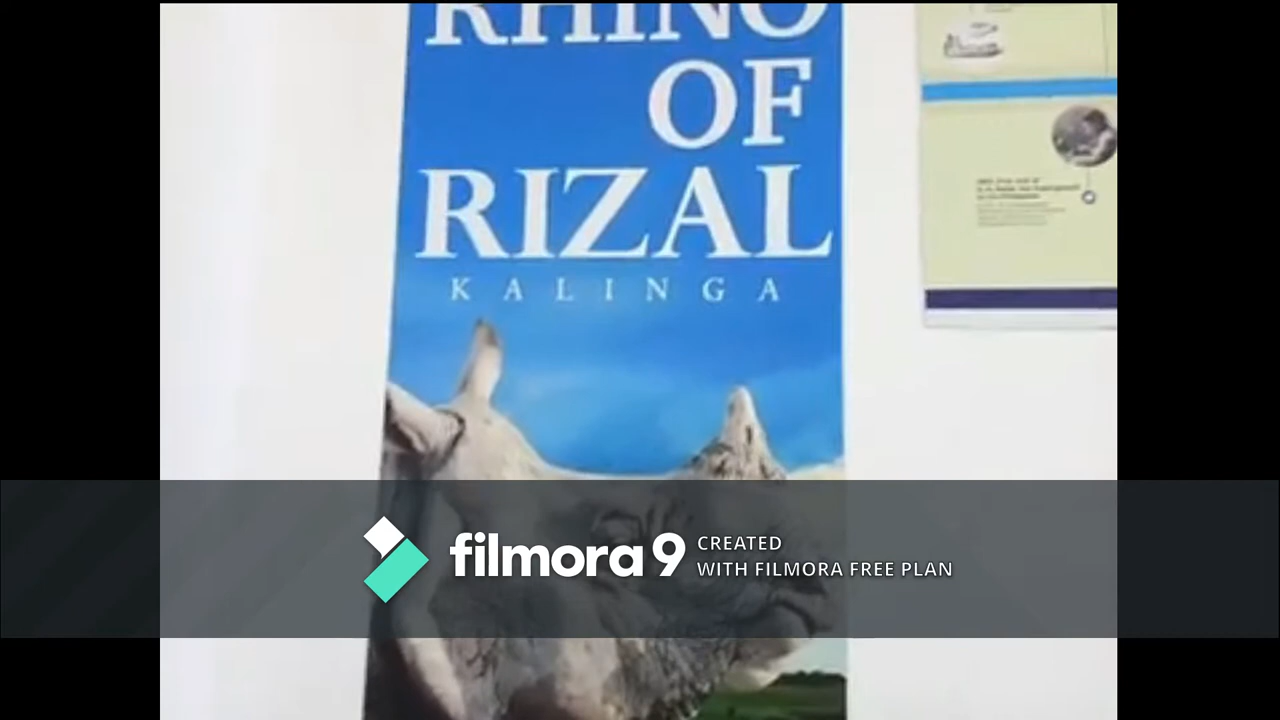 RHINO
OF
RIZAL
KALINGA
filmora9
CREATED
WITH FILMORA FREE PLAN